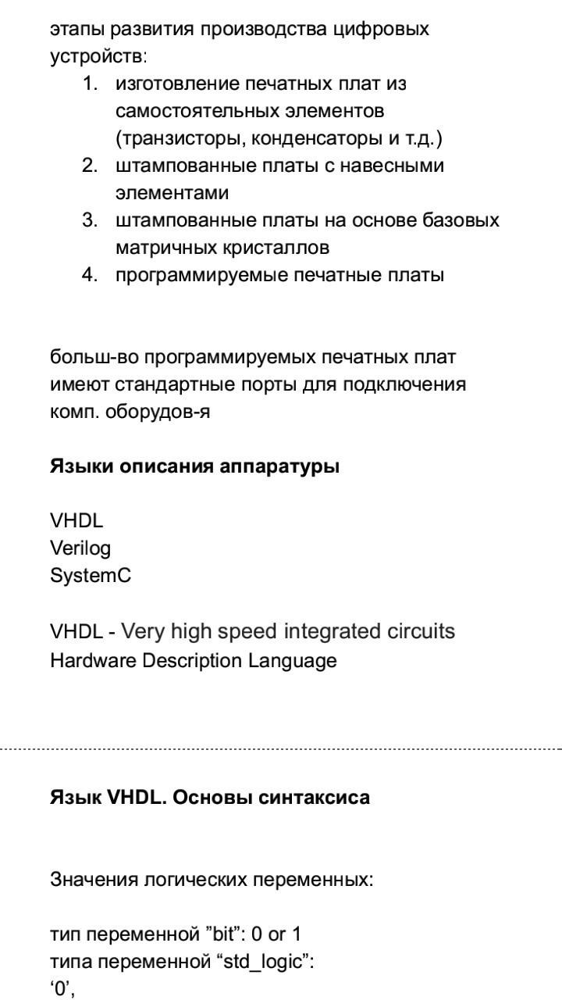 этапы развития производства цифровых
устройств:
1. изготовление печатных плат из
самостоятельных элементов
(транзисторы, конденсаторы и т.д.)
2. штампованные платы с навесными
элементами
3. штампованные платы на основе базовых
матричных кристаллов
4. программируемые печатные платы
больш-во программируемых печатных плат
имеют стандартные порты для подключения
комп. оборудов-я
Языки описания аппаратуры
VHDL
Verilog
SystemC
VHDL - Very high speed integrated circuits
Hardware Description Language
Язык VHDL. Основы синтаксиса
Значения логических переменных:
тип переменной ”bit”: 0 or 1
типа переменной “std_logic”:
‘0’,